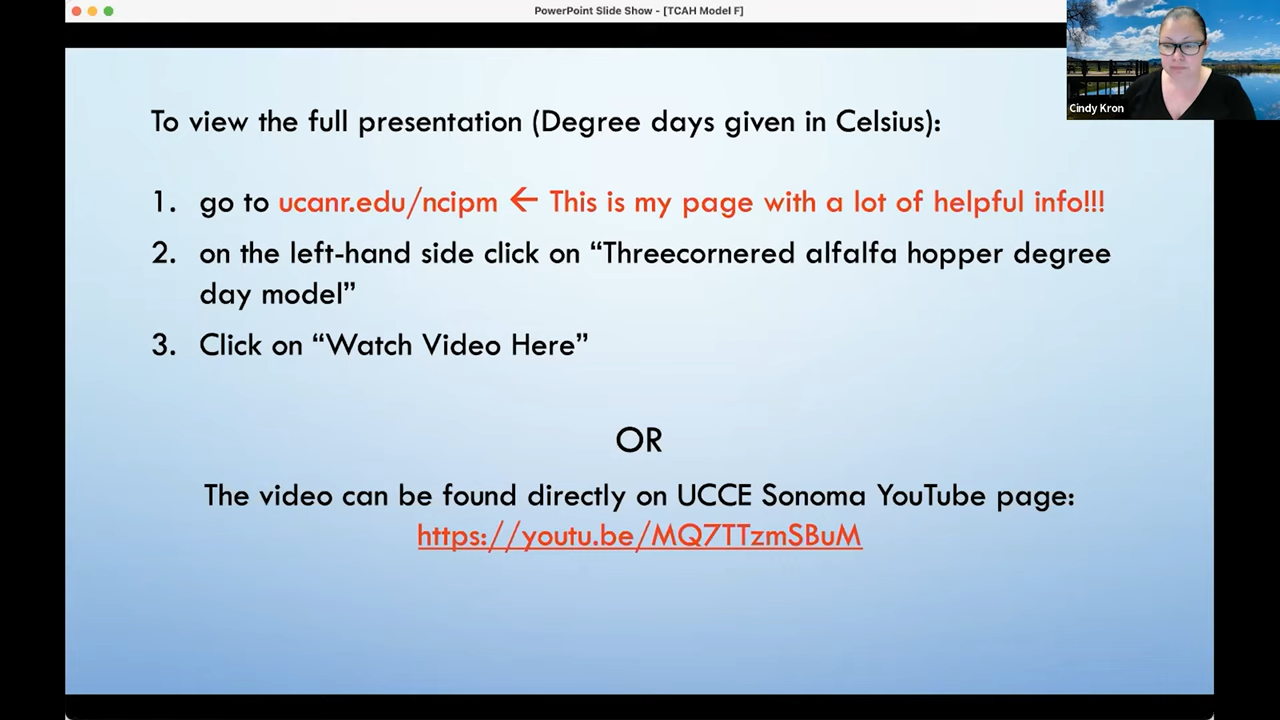 PowerPoint Slide Show - [TCAH Model F]
Cindy Kron
To view the full presentation (Degree days given in Celsius):
1. go to ucanr.edu/ncipm ← This is my page with a lot of helpful info!!!
2. on the left-hand side click on “Threecornered alfalfa hopper degree
day model”
3. Click on “Watch Video Here”
OR
The video can be found directly on UCCE Sonoma YouTube page:
https://youtu.be/MQ7TTzmSBuM